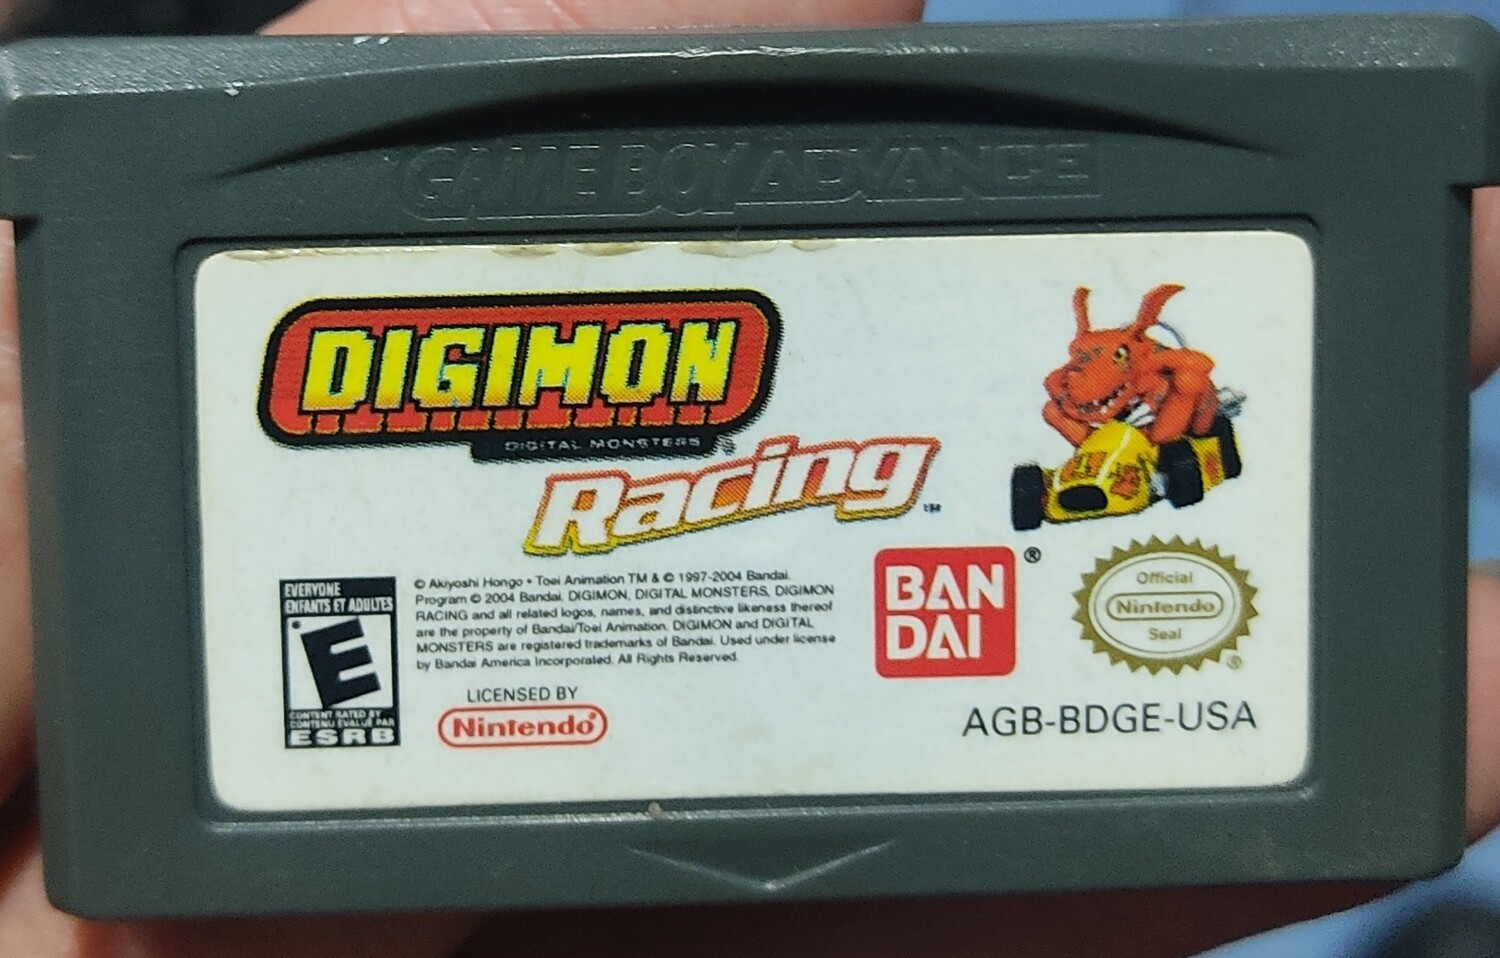 GAME BOY ADVANCE
DIGIMON
DIGITAL MONSTERS ®
Racing ™
EVERYONE
ENFANTS ET ADULTES
E
CONTENT RATED BY
CONTENU ÉVALUÉ PAR
ESRB
© Akiyoshi Hongo • Toei Animation TM & © 1997-2004 Bandai.
Program © 2004 Bandai. DIGIMON, DIGITAL MONSTERS, DIGIMON
RACING and all related logos, names, and distinctive likeness thereof
are the property of Bandai/Toei Animation. DIGIMON and DIGITAL
MONSTERS are registered trademarks of Bandai. Used under license
by Bandai America Incorporated. All Rights Reserved.
LICENSED BY
Nintendo®
BAN ®
DAI
Official
Nintendo
Seal ®
AGB-BDGE-USA